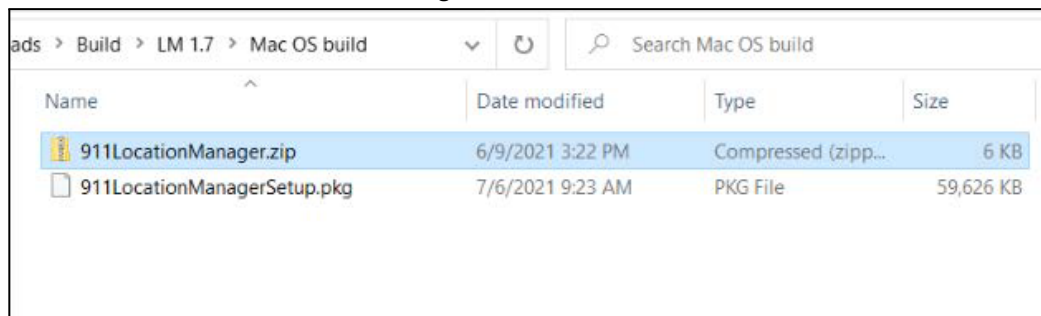 ads > Build > LM 1.7 > Mac OS build Search Mac OS build
Name Date modified Type Size
911LocationManager.zip 6/9/2021 3:22 PM Compressed (zipp... 6 KB
911LocationManagerSetup.pkg 7/6/2021 9:23 AM PKG File 59,626 KB